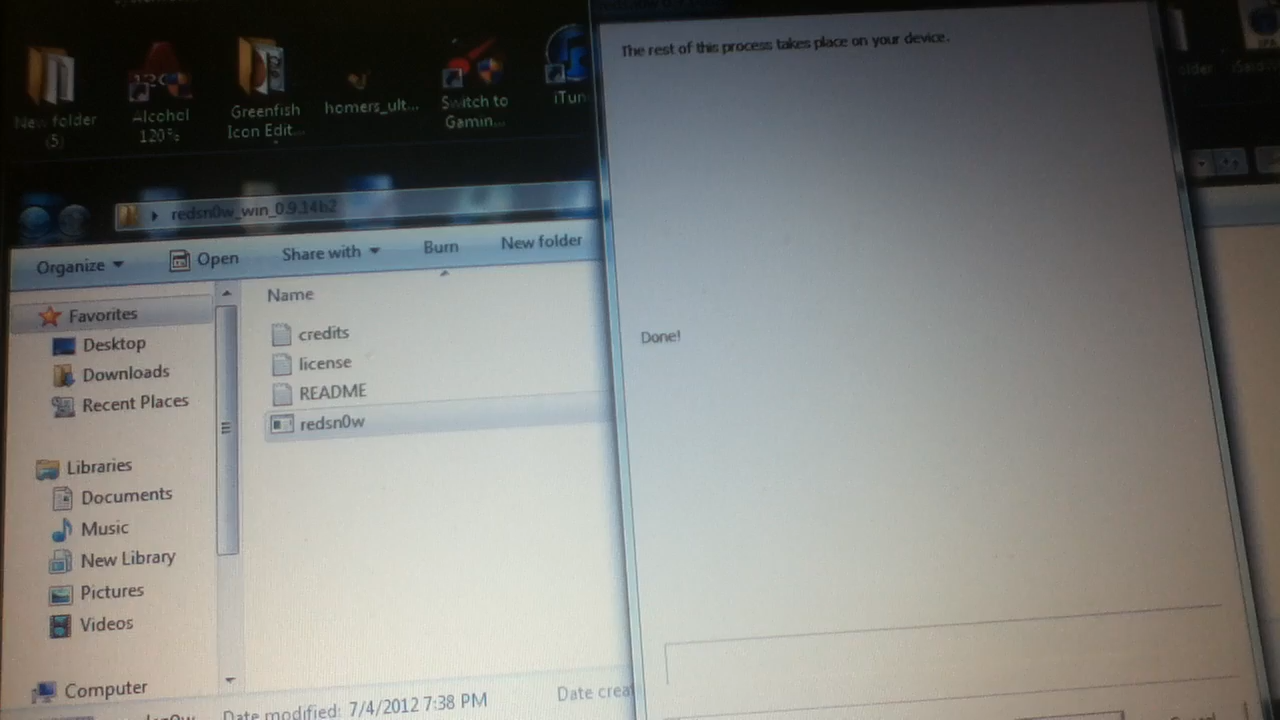 New folder
(5)
Alcohol
120%
Greenfish
Icon Edit...
homers_ult...
Switch to
Gamin...
iTun
older
redsn0w_win_0.9.14b2
Organize
Open
Share with
Burn
New folder
Favorites
Desktop
Downloads
Recent Places
Libraries
Documents
Music
New Library
Pictures
Videos
Computer
Name
credits
license
README
redsn0w
Date modified: 7/4/2012 7:38 PM
Date crea
The rest of this process takes place on your device.
Done!